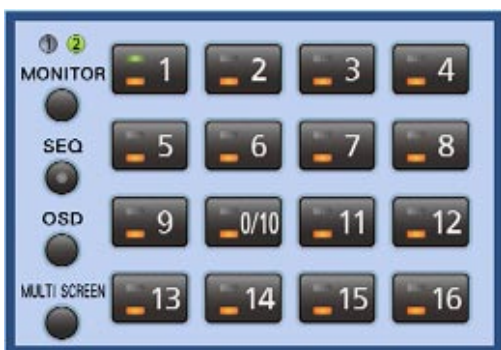 1 2
MONITOR
1 2 3 4
SEQ
5 6 7 8
OSD
9 0/10 11 12
MULTI SCREEN
13 14 15 16